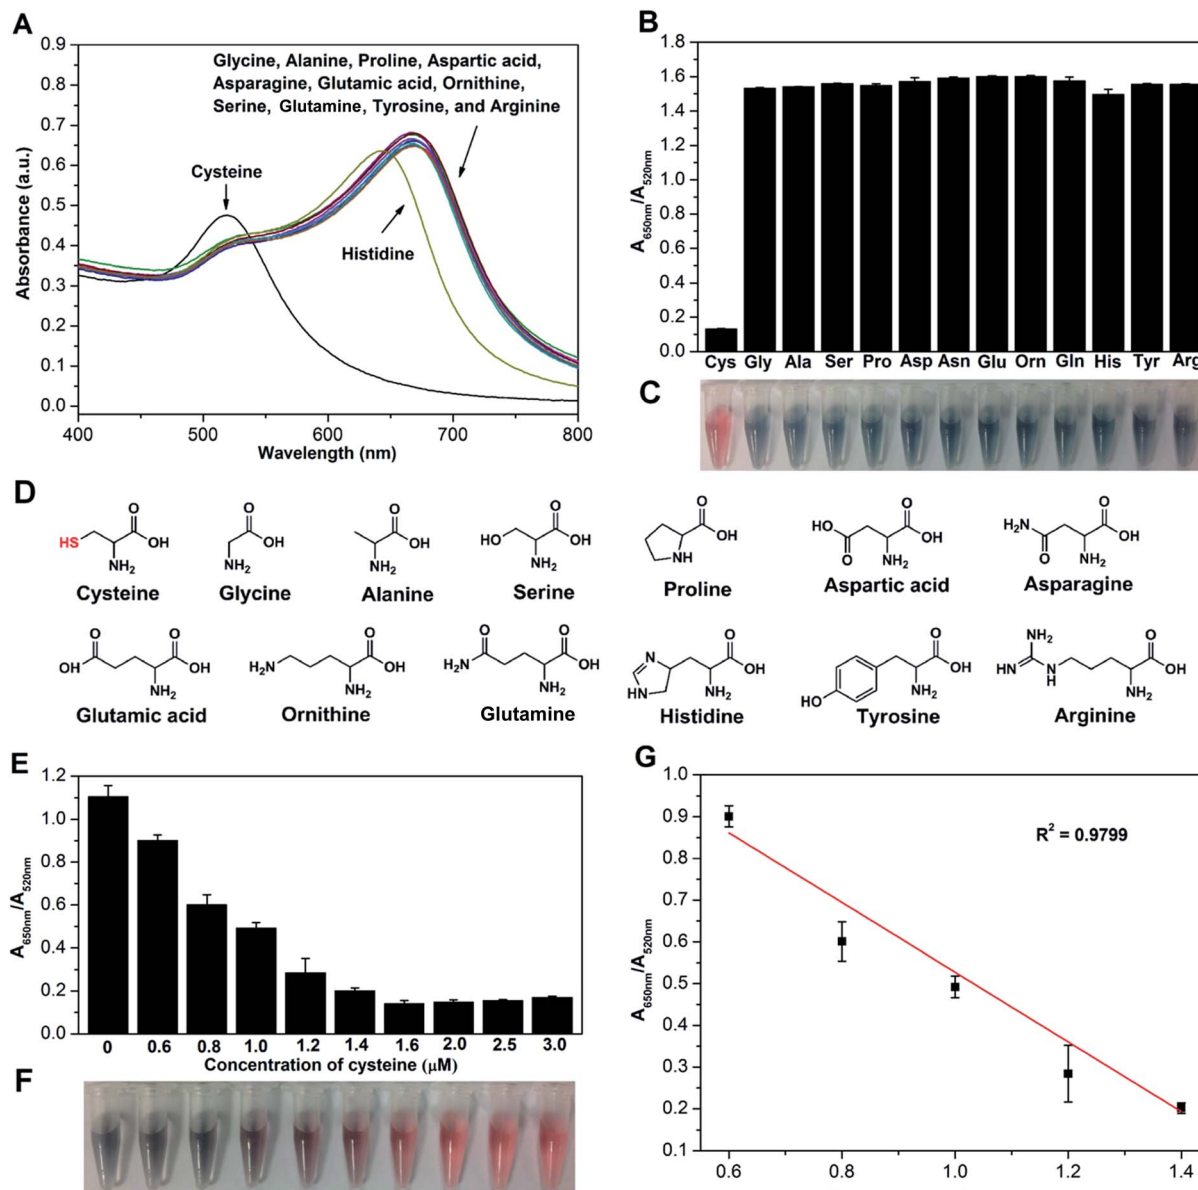 A
0.9
0.8
0.7
0.6
0.5
0.4
0.3
0.2
0.1
0.0
Absorbance (a.u.)
Glycine, Alanine, Proline, Aspartic acid,
Asparagine, Glutamic acid, Ornithine,
Serine, Glutamine, Tyrosine, and Arginine
Cysteine
Histidine
400
500
600
700
800
Wavelength (nm)
B
1.8
1.6
1.4
1.2
1.0
0.8
0.6
0.4
0.2
0.0
A650nm/A520nm
Cys Gly Ala Ser Pro Asp Asn Glu Orn Gln His Tyr Arg
C
D
HS
O
OH
NH2
Cysteine
O
OH
NH2
Glycine
O
OH
NH2
Alanine
HO
O
OH
NH2
Serine
O
OH
NH
Proline
HO
O
O
OH
NH2
Aspartic acid
H2N
O
O
OH
NH2
Asparagine
O
OH
O
OH
NH2
Glutamic acid
H2N
O
OH
NH2
Ornithine
O
H2N
O
OH
NH2
Glutamine
N
HN
O
OH
NH2
Histidine
HO
O
OH
NH2
Tyrosine
NH2
HN
N
H
O
OH
NH2
Arginine
E
1.2
1.0
0.8
0.6
0.4
0.2
0.0
A650nm/A520nm
0 0.6 0.8 1.0 1.2 1.4 1.6 2.0 2.5 3.0
Concentration of cysteine (μM)
F
G
1.0
0.9
0.8
0.7
0.6
0.5
0.4
0.3
0.2
0.1
A650nm/A520nm
R² = 0.9799
0.6
0.8
1.0
1.2
1.4